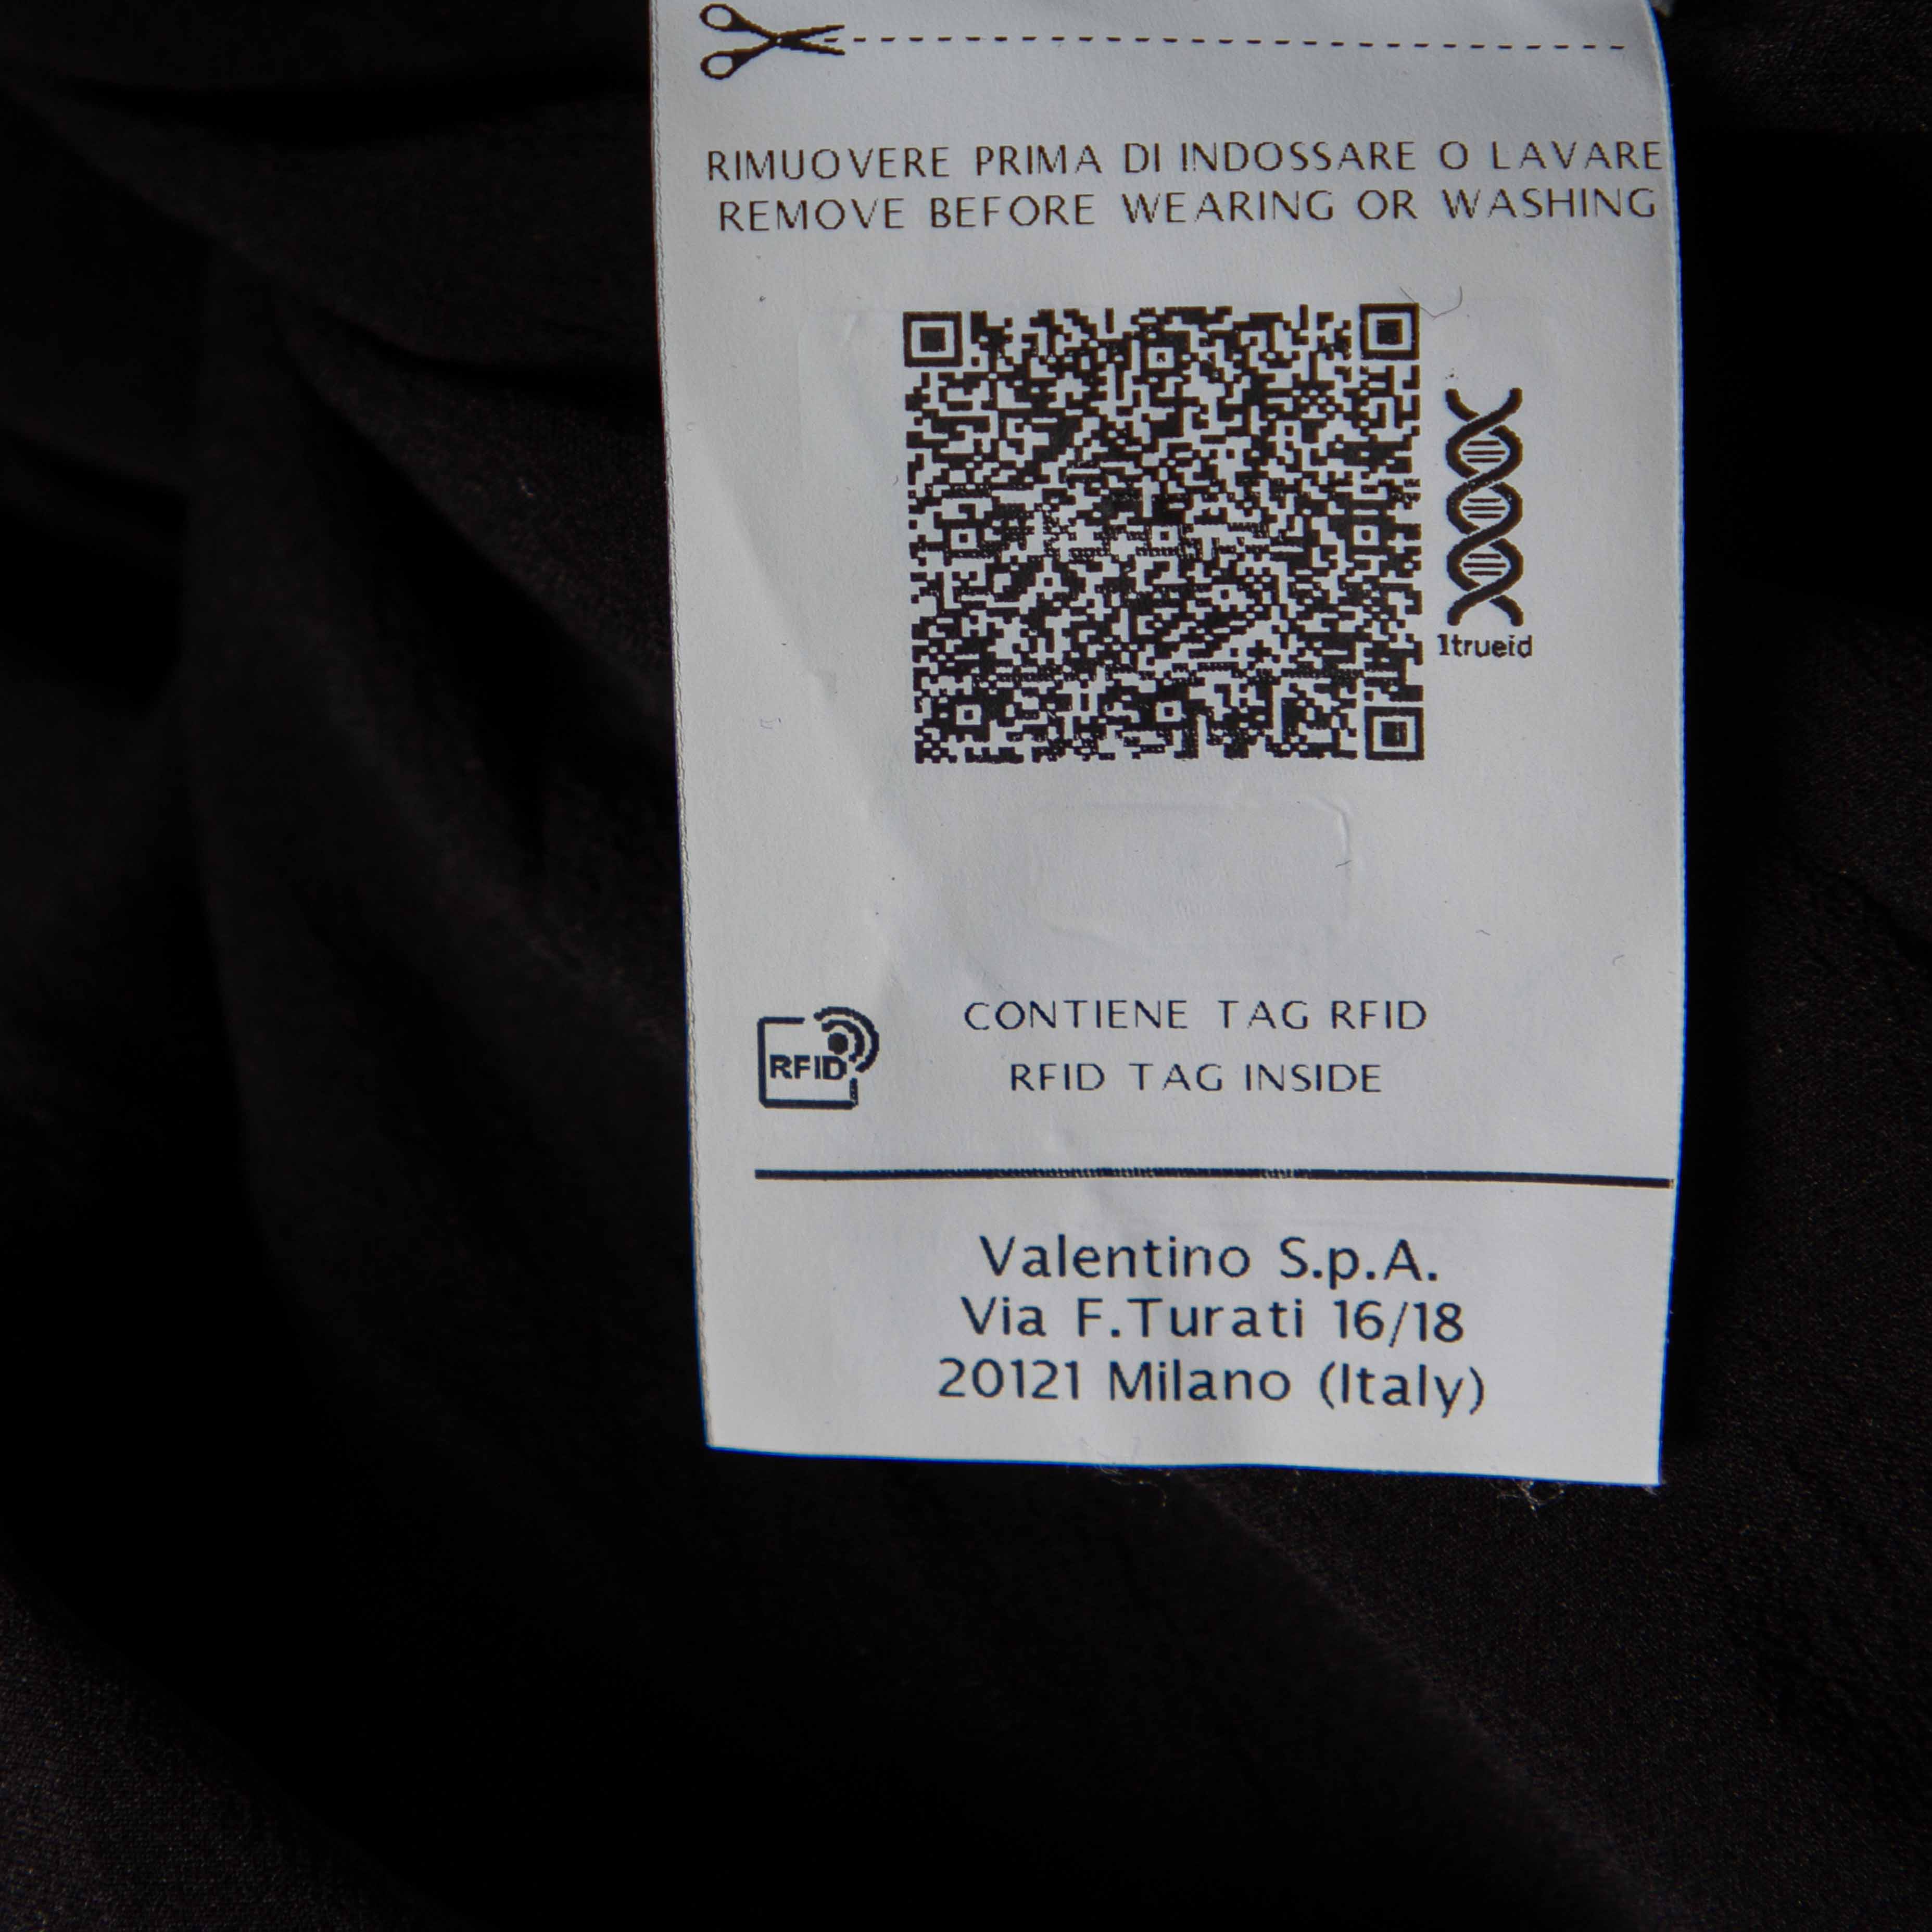 RIMUOVERE PRIMA DI INDOSSARE O LAVARE
REMOVE BEFORE WEARING OR WASHING
1trueid
CONTIENE TAG RFID
RFID
RFID TAG INSIDE
Valentino S.p.A.
Via F.Turati 16/18
20121 Milano (Italy)